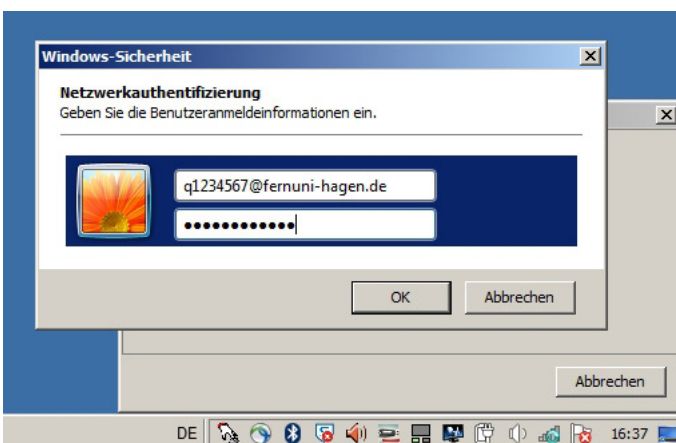 Windows-Sicherheit
Netzwerkauthentifizierung
Geben Sie die Benutzeranmeldeinformationen ein.
q1234567@fernuni-hagen.de
●●●●●●●●●●●●
OK
Abbrechen
Abbrechen
DE
16:37